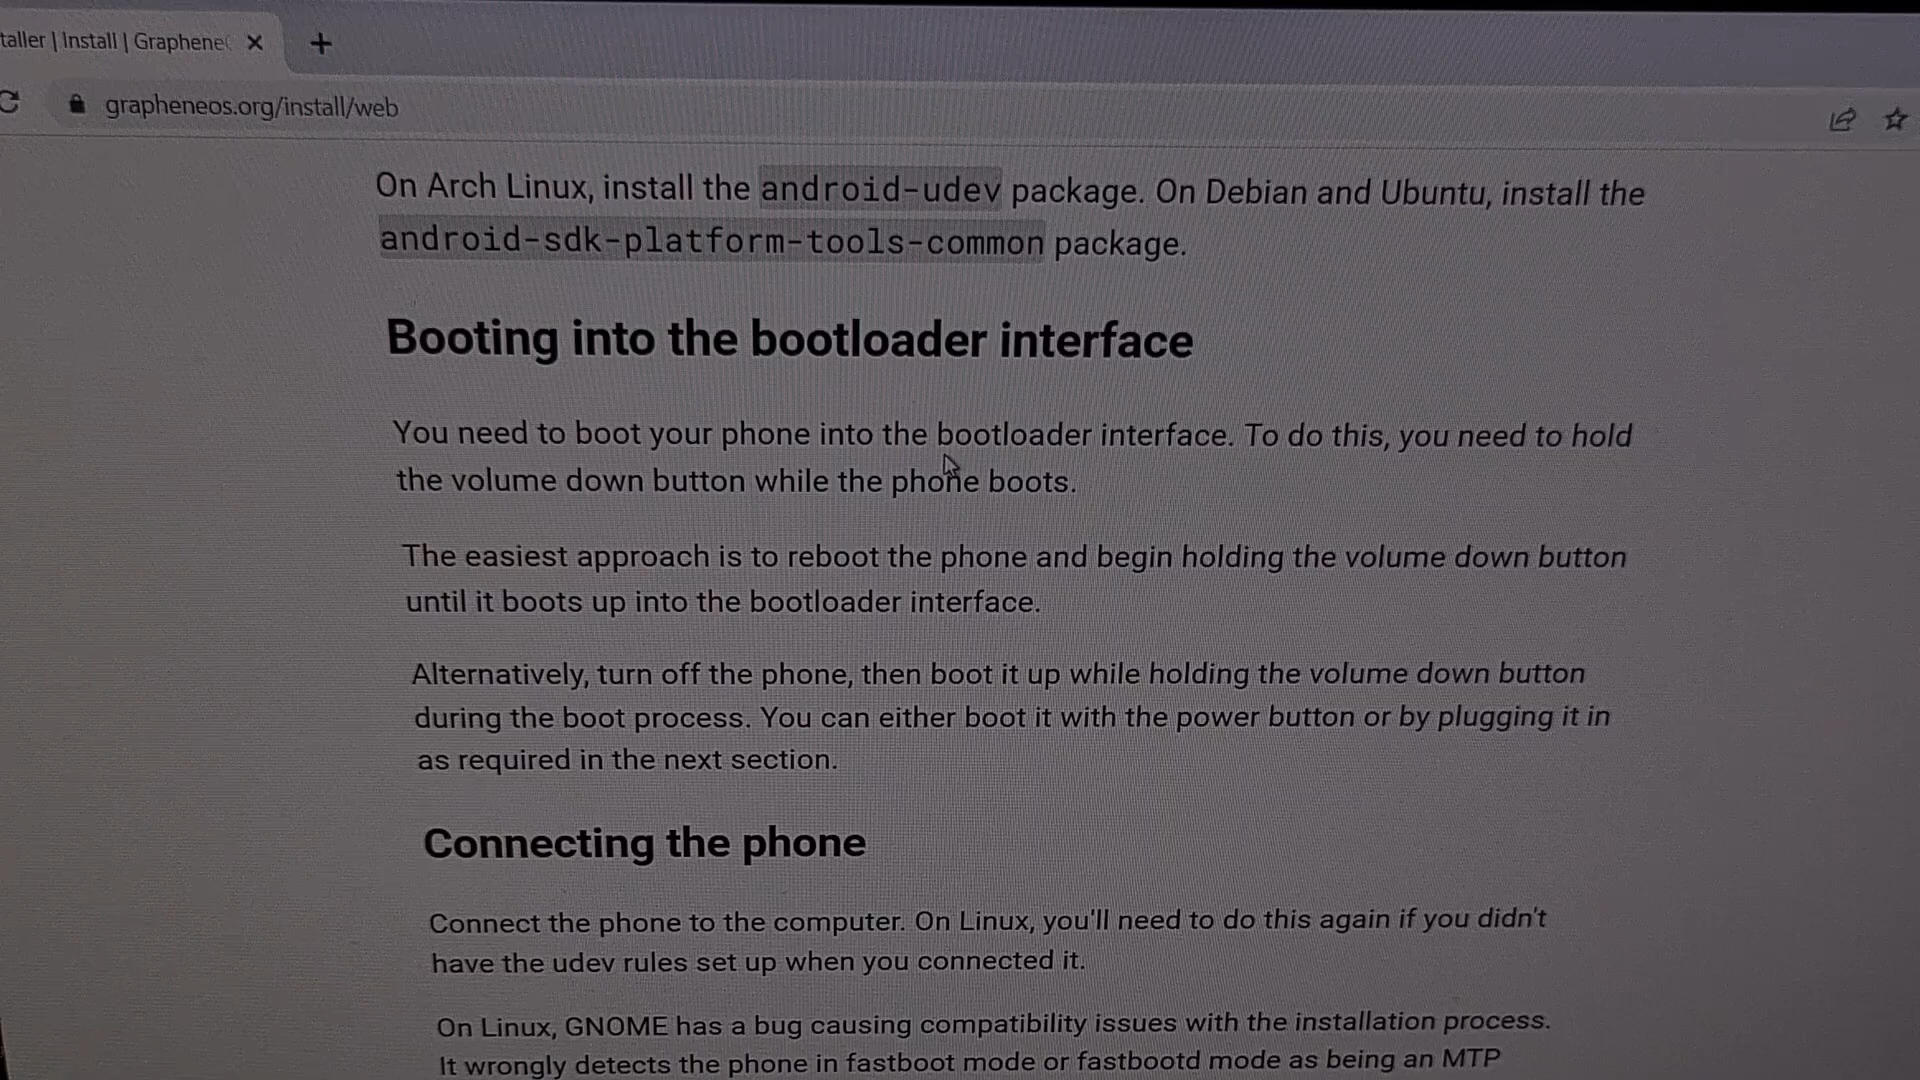 taller | Install | Graphene
grapheneos.org/install/web
On Arch Linux, install the android-udev package. On Debian and Ubuntu, install the
android-sdk-platform-tools-common package.
Booting into the bootloader interface
You need to boot your phone into the bootloader interface. To do this, you need to hold
the volume down button while the phone boots.
The easiest approach is to reboot the phone and begin holding the volume down button
until it boots up into the bootloader interface.
Alternatively, turn off the phone, then boot it up while holding the volume down button
during the boot process. You can either boot it with the power button or by plugging it in
as required in the next section.
Connecting the phone
Connect the phone to the computer. On Linux, you'll need to do this again if you didn't
have the udev rules set up when you connected it.
On Linux, GNOME has a bug causing compatibility issues with the installation process.
It wrongly detects the phone in fastboot mode or fastbootd mode as being an MTP